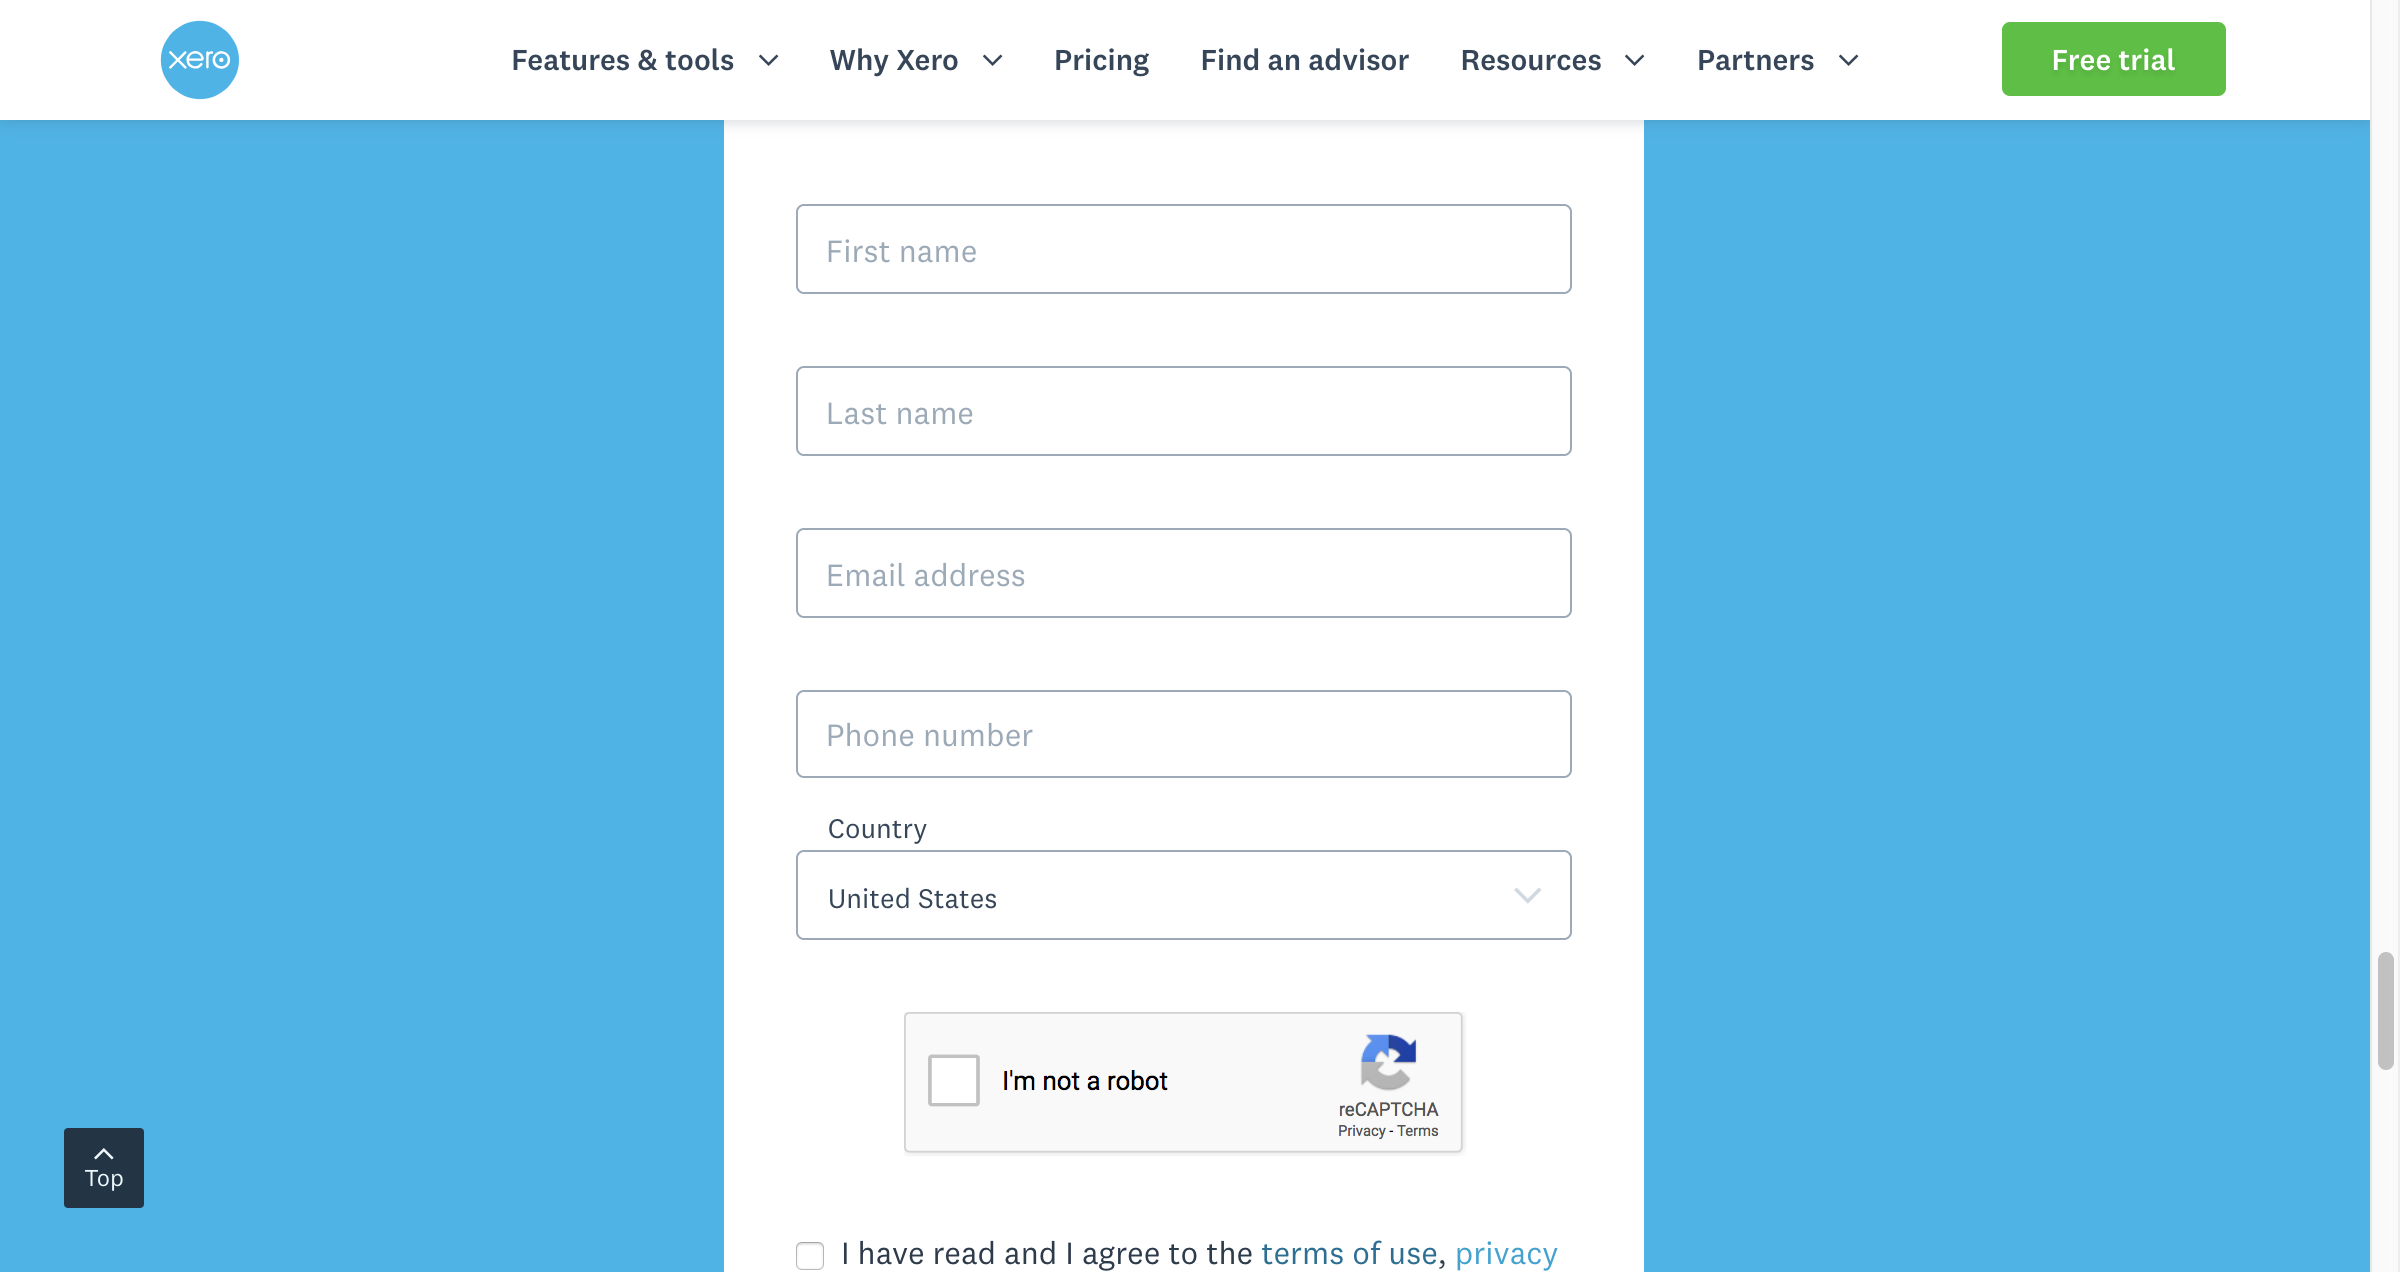 xero
Features & tools
Why Xero
Pricing
Find an advisor
Resources
Partners
Free trial
First name
Last name
Email address
Phone number
Country
United States
I'm not a robot
reCAPTCHA
Privacy - Terms
Top
I have read and I agree to the terms of use, privacy